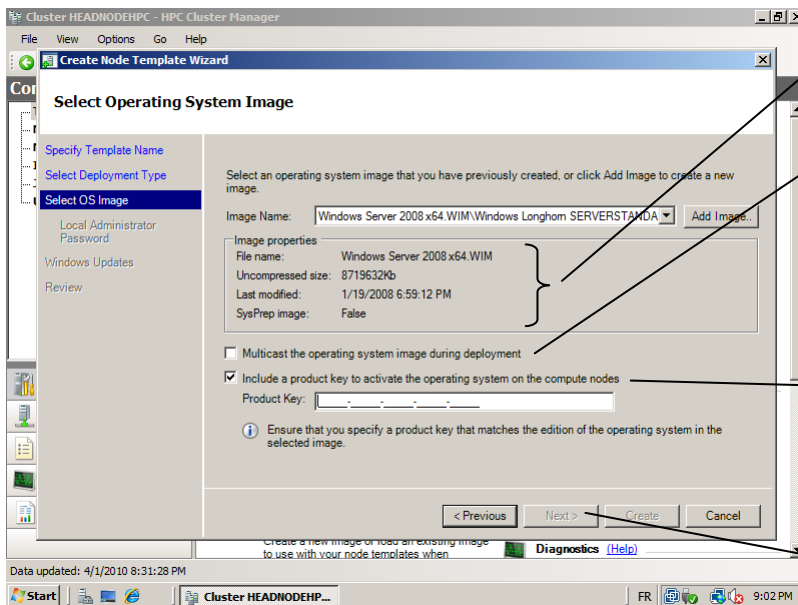 Cluster HEADNODEHPC - HPC Cluster Manager
File View Options Go Help
Create Node Template Wizard
Select Operating System Image
Specify Template Name
Select Deployment Type
Select OS Image
Local Administrator
Password
Windows Updates
Review
Select an operating system image that you have previously created, or click Add Image to create a new
image.
Image Name: Windows Server 2008 x64.WIM\Windows Longhorn SERVERSTANDA Add Image..
Image properties
File name: Windows Server 2008 x64.WIM
Uncompressed size: 8719632Kb
Last modified: 1/19/2008 6:59:12 PM
SysPrep image: False
Multicast the operating system image during deployment
Include a product key to activate the operating system on the compute nodes
Product Key: _____-_____-_____-_____-_____
Ensure that you specify a product key that matches the edition of the operating system in the
selected image.
< Previous Next > Create Cancel
Create a new image or load an existing image
to use with your node templates when
Diagnostics (Help)
Data updated: 4/1/2010 8:31:28 PM
Start Cluster HEADNODEHP... FR 9:02 PM